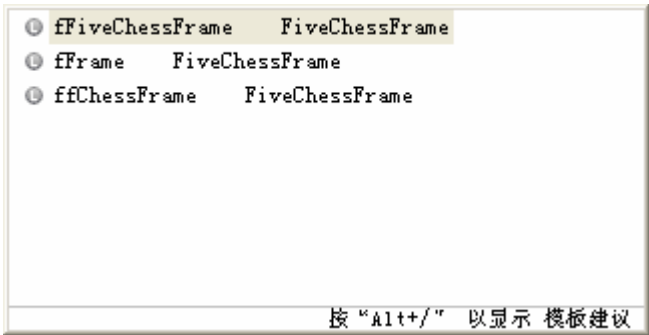 L fFiveChessFrame FiveChessFrame
L fFrame FiveChessFrame
L ffChessFrame FiveChessFrame
按“Alt+/” 以显示 模板建议